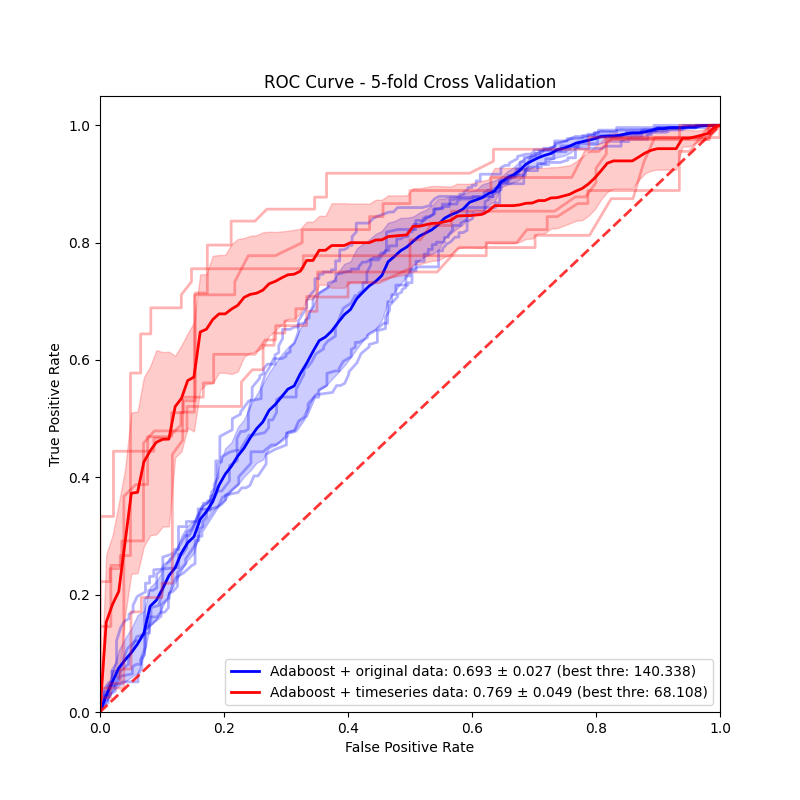 ROC Curve - 5-fold Cross Validation
True Positive Rate
1.0
0.8
0.6
0.4
0.2
0.0
Adaboost + original data: 0.693 ± 0.027 (best thre: 140.338)
Adaboost + timeseries data: 0.769 ± 0.049 (best thre: 68.108)
0.0 0.2 0.4 0.6 0.8 1.0
False Positive Rate